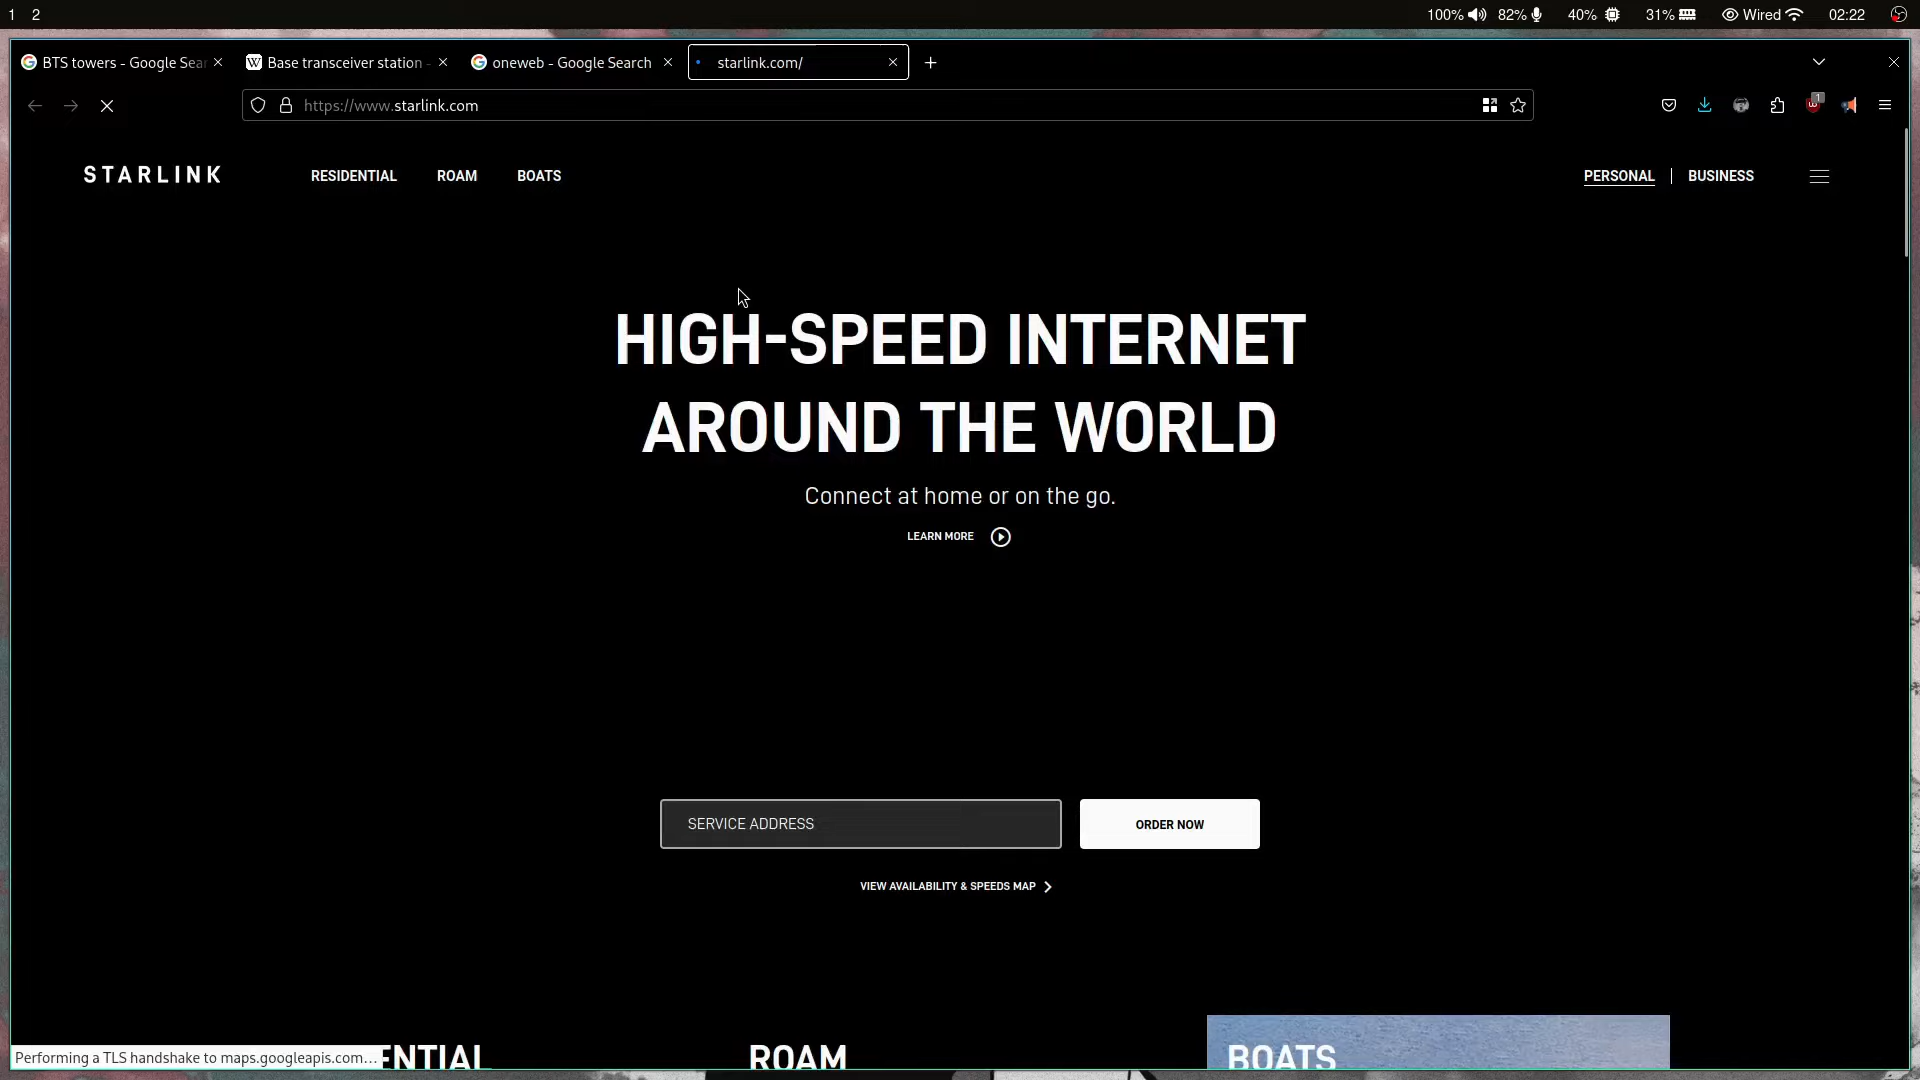 1 2 100% 82% 40% 31% Wired 02:22
BTS towers - Google Sear Base transceiver station - oneweb - Google Search starlink.com/
https://www.starlink.com 1
STARLINK RESIDENTIAL ROAM BOATS PERSONAL | BUSINESS
HIGH-SPEED INTERNET
AROUND THE WORLD
Connect at home or on the go.
LEARN MORE
SERVICE ADDRESS ORDER NOW
VIEW AVAILABILITY & SPEEDS MAP
Performing a TLS handshake to maps.googleapis.com… ENTIAL ROAM BOATS